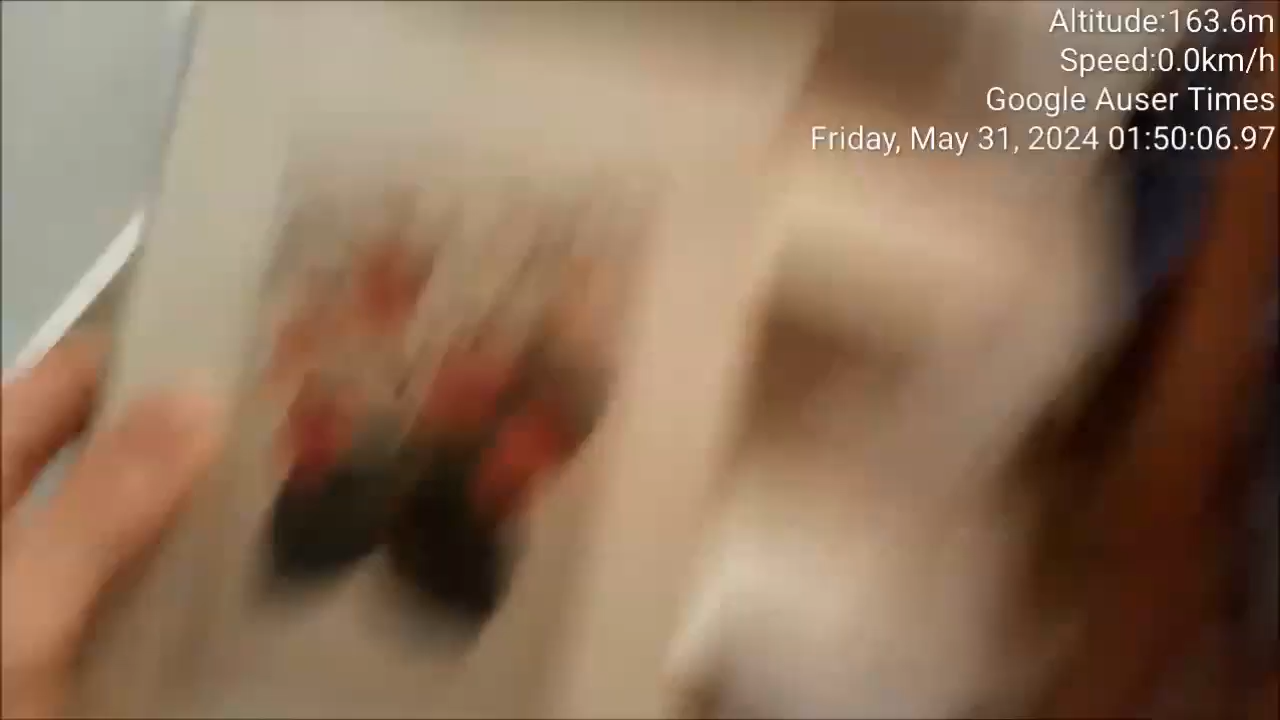 Altitude:163.6m
Speed:0.0km/h
Google Auser Times
Friday, May 31, 2024 01:50:06.97